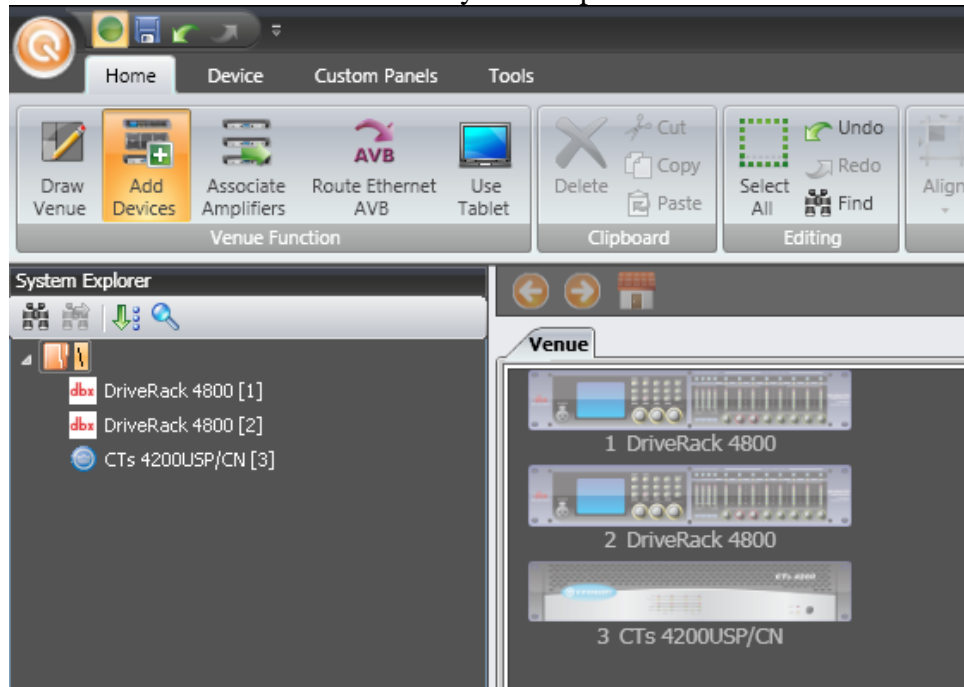 Home Device Custom Panels Tools
Draw Venue
Add Devices
Associate Amplifiers
AVB
Route Ethernet AVB
Use Tablet
Venue Function
Delete
Cut
Copy
Paste
Clipboard
Select All
Undo
Redo
Find
Editing
Align
System Explorer
dbx DriveRack 4800 [1]
dbx DriveRack 4800 [2]
CTs 4200USP/CN [3]
Venue
1 DriveRack 4800
2 DriveRack 4800
CTs 4200
3 CTs 4200USP/CN